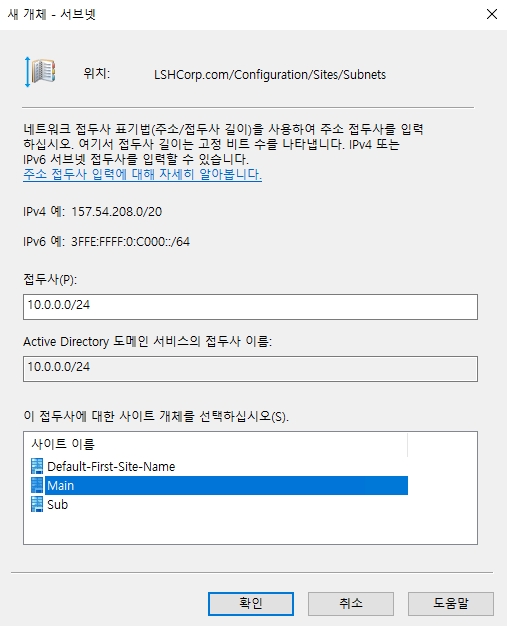 새 개체 - 서브넷
위치: LSHCorp.com/Configuration/Sites/Subnets
네트워크 접두사 표기법(주소/접두사 길이)을 사용하여 주소 접두사를 입력
하십시오. 여기서 접두사 길이는 고정 비트 수를 나타냅니다. IPv4 또는
IPv6 서브넷 접두사를 입력할 수 있습니다.
주소 접두사 입력에 대해 자세히 알아봅니다.
IPv4 예: 157.54.208.0/20
IPv6 예: 3FFE:FFFF:0:C000::/64
접두사(P):
10.0.0.0/24
Active Directory 도메인 서비스의 접두사 이름:
10.0.0.0/24
이 접두사에 대한 사이트 개체를 선택하십시오(S).
사이트 이름
Default-First-Site-Name
Main
Sub
확인 취소 도움말